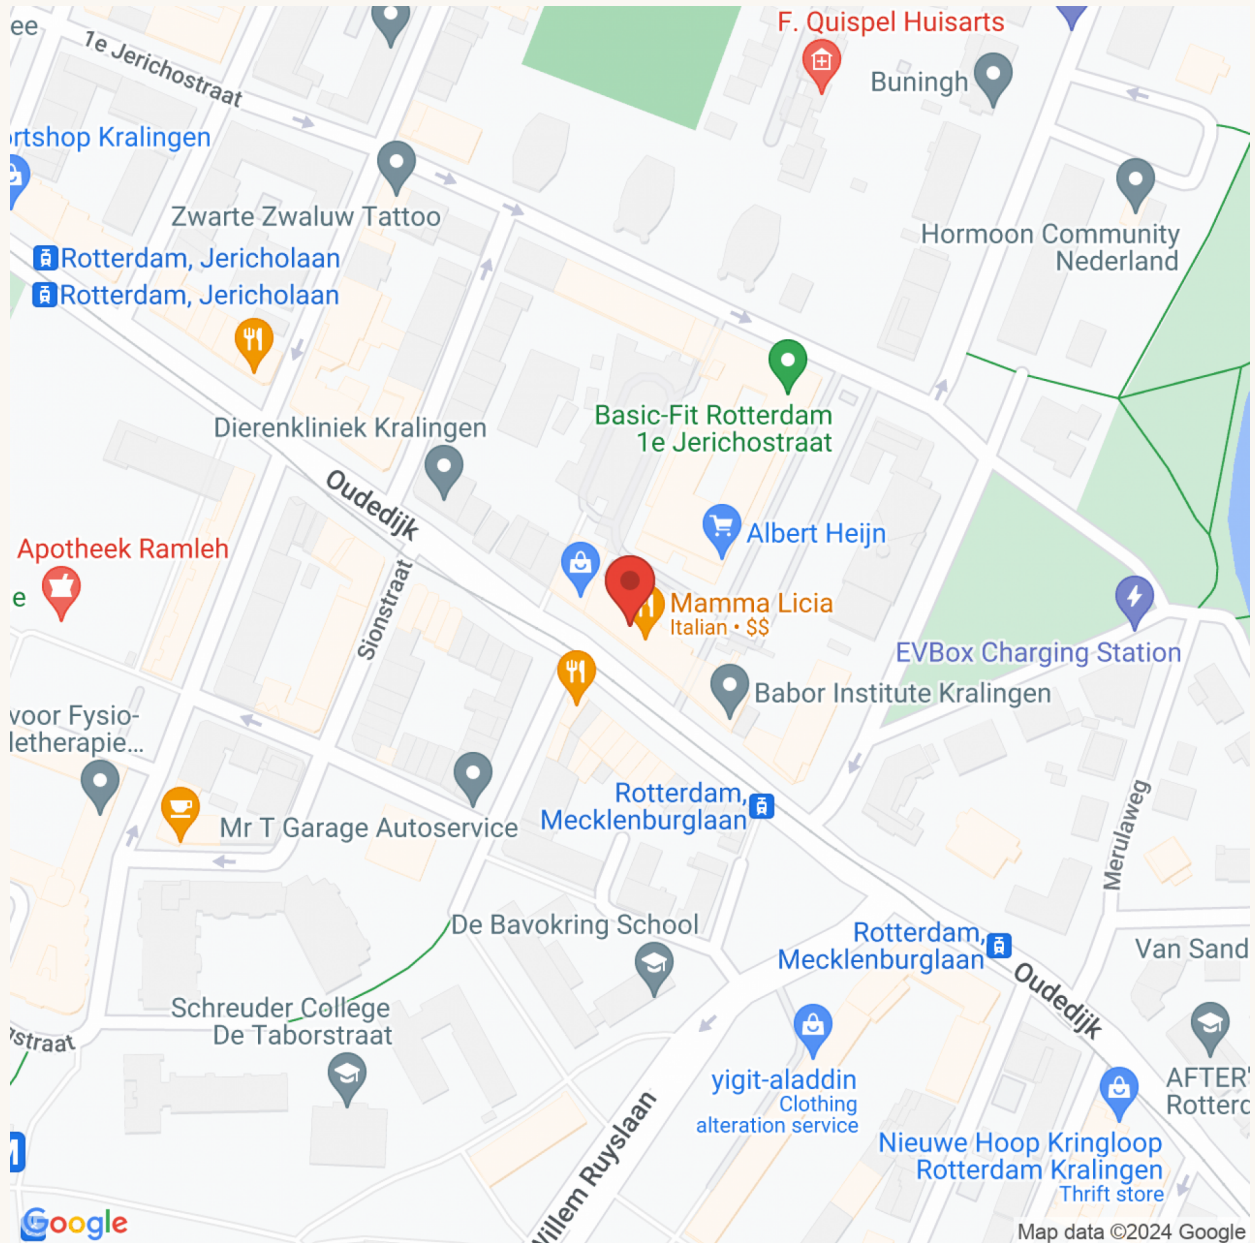 ee
1e Jerichostraat
F. Quispel Huisarts
Buningh
ortshop Kralingen
Zwarte Zwaluw Tattoo
Hormoon Community
Nederland
Rotterdam, Jericholaan
Rotterdam, Jericholaan
Basic-Fit Rotterdam
1e Jerichostraat
Dierenkliniek Kralingen
Oudedijk
Albert Heijn
Apotheek Ramleh
e
Sionstraat
Mamma Licia
Italian • $$
EVBox Charging Station
Babor Institute Kralingen
voor Fysio-
letherapie...
Rotterdam,
Mecklenburglaan
Mr T Garage Autoservice
Merulaweg
De Bavokring School
Rotterdam,
Mecklenburglaan
Van Sand
Oudedijk
Schreuder College
De Taborstraat
straat
yigit-aladdin
Clothing
alteration service
AFTER'
Rotterd
Willem Ruyslaan
Nieuwe Hoop Kringloop
Rotterdam Kralingen
Thrift store
Google
Map data ©2024 Google